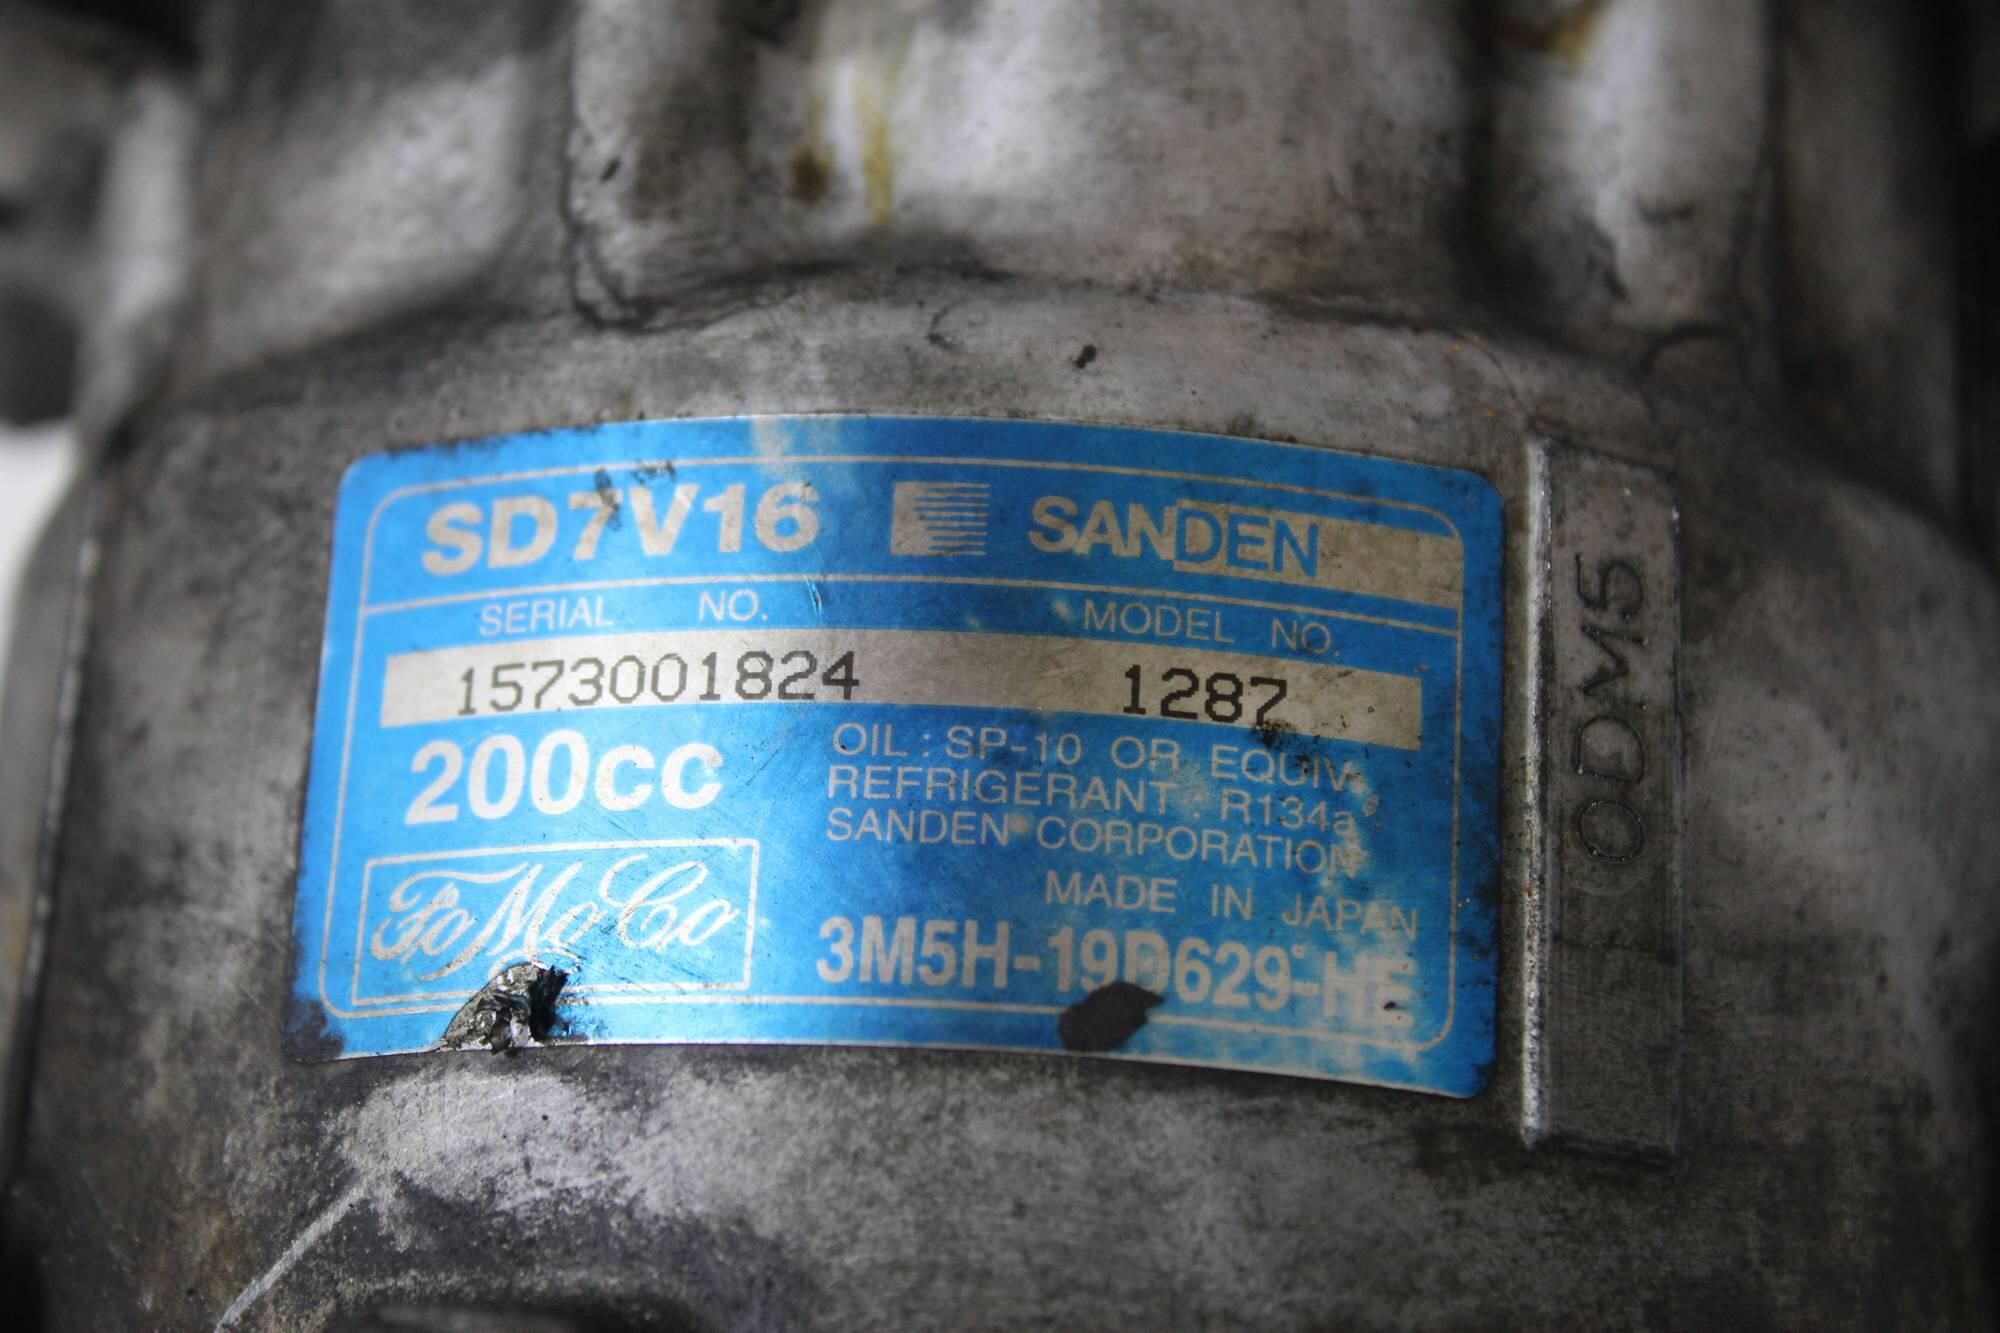 SD7V16 SANDEN
SERIAL NO. MODEL NO.
1573001824 1287
200cc
OIL : SP-10 OR EQUIV.
REFRIGERANT : R134a
SANDEN CORPORATION
MADE IN JAPAN
FoMoCo
3M5H-19D629-HE
ODM5